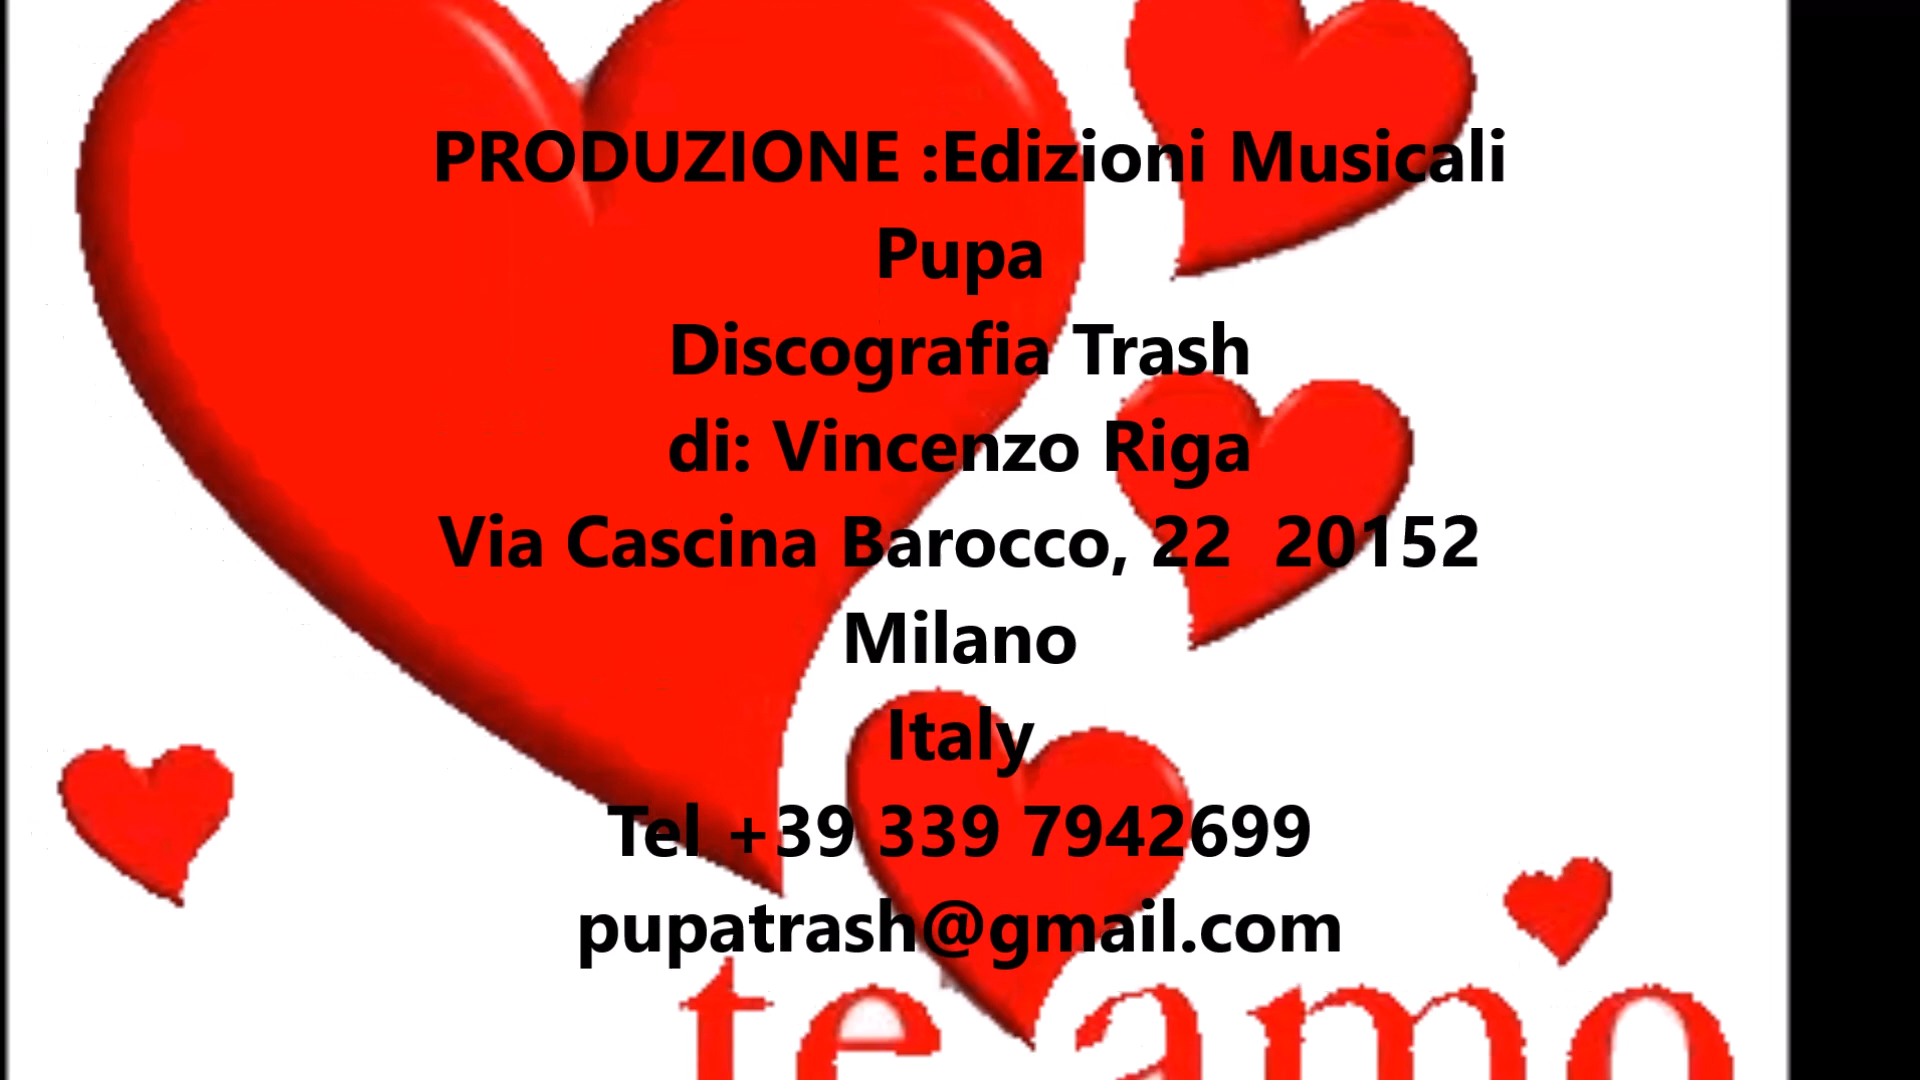 PRODUZIONE :Edizioni Musicali
Pupa
Discografia Trash
di: Vincenzo Riga
Via Cascina Barocco, 22  20152
Milano
Italy
Tel +39 339 7942699
pupatrash@gmail.com
te amo